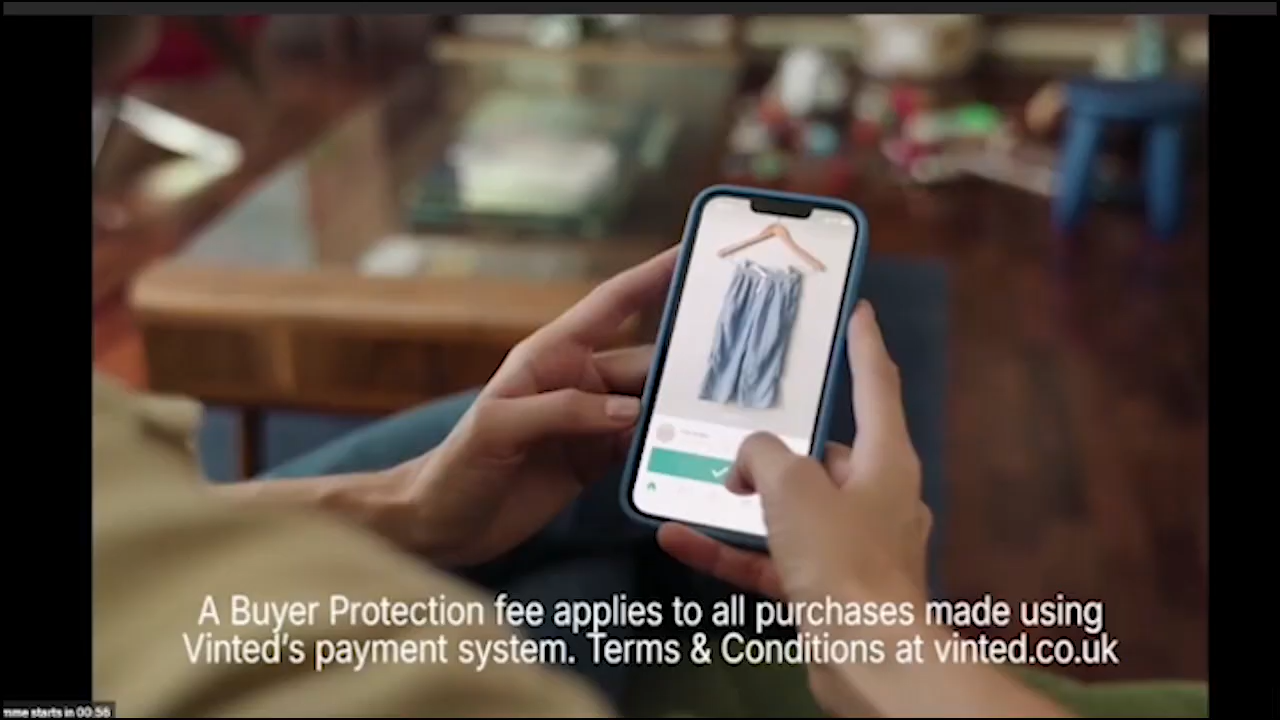 A Buyer Protection fee applies to all purchases made using
Vinted's payment system. Terms & Conditions at vinted.co.uk
mme starts in 00:56